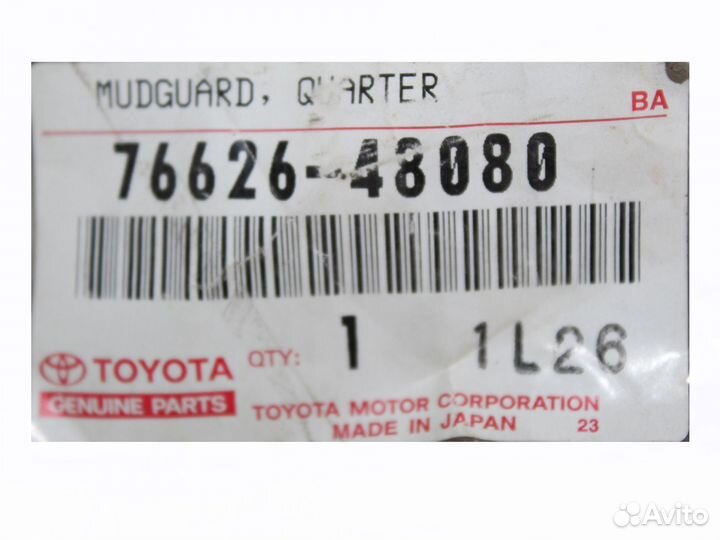 MUDGUARD, QUARTER
BA
76626-48080
TOYOTA
GENUINE PARTS
QTY: 1 1L26
TOYOTA MOTOR CORPORATION
MADE IN JAPAN 23
Avito